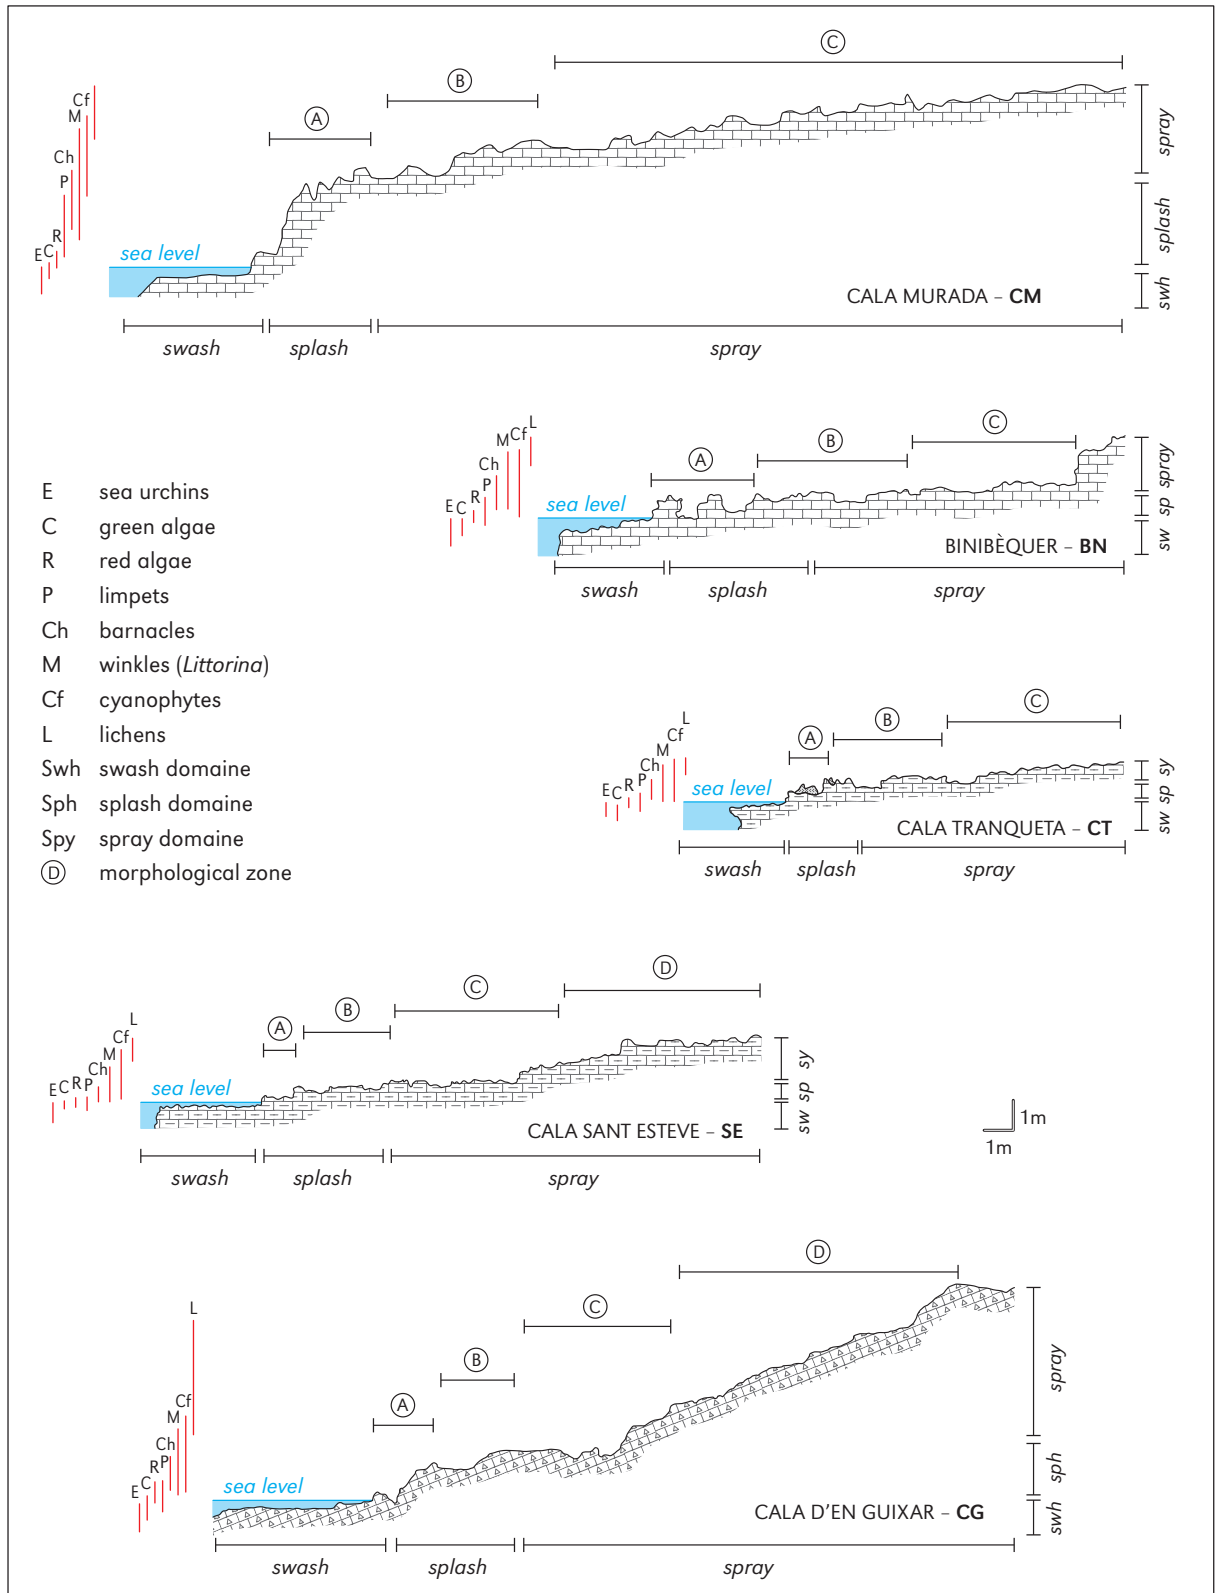 C
B
A
Cf
M
Ch
P
R
C
E
sea level
spray
splash
swh
CALA MURADA – CM
swash splash spray
L
Cf
M
Ch
P
R
C
E
C
B
A
sea level
spray
sp
sw
BINIBÈQUER – BN
swash splash spray
E sea urchins
C green algae
R red algae
P limpets
Ch barnacles
M winkles (Littorina)
Cf cyanophytes
L lichens
Swh swash domaine
Sph splash domaine
Spy spray domaine
D morphological zone
L
Cf
M
Ch
P
R
C
E
C
B
A
sea level
sy
sp
sw
CALA TRANQUETA – CT
swash splash spray
D
C
B
A
L
Cf
M
Ch
P
R
C
E
sea level
sy
sp
sw
CALA SANT ESTEVE – SE
swash splash spray
1m
1m
D
C
B
A
L
Cf
M
Ch
P
R
C
E
sea level
spray
sph
swh
CALA D'EN GUIXAR – CG
swash splash spray